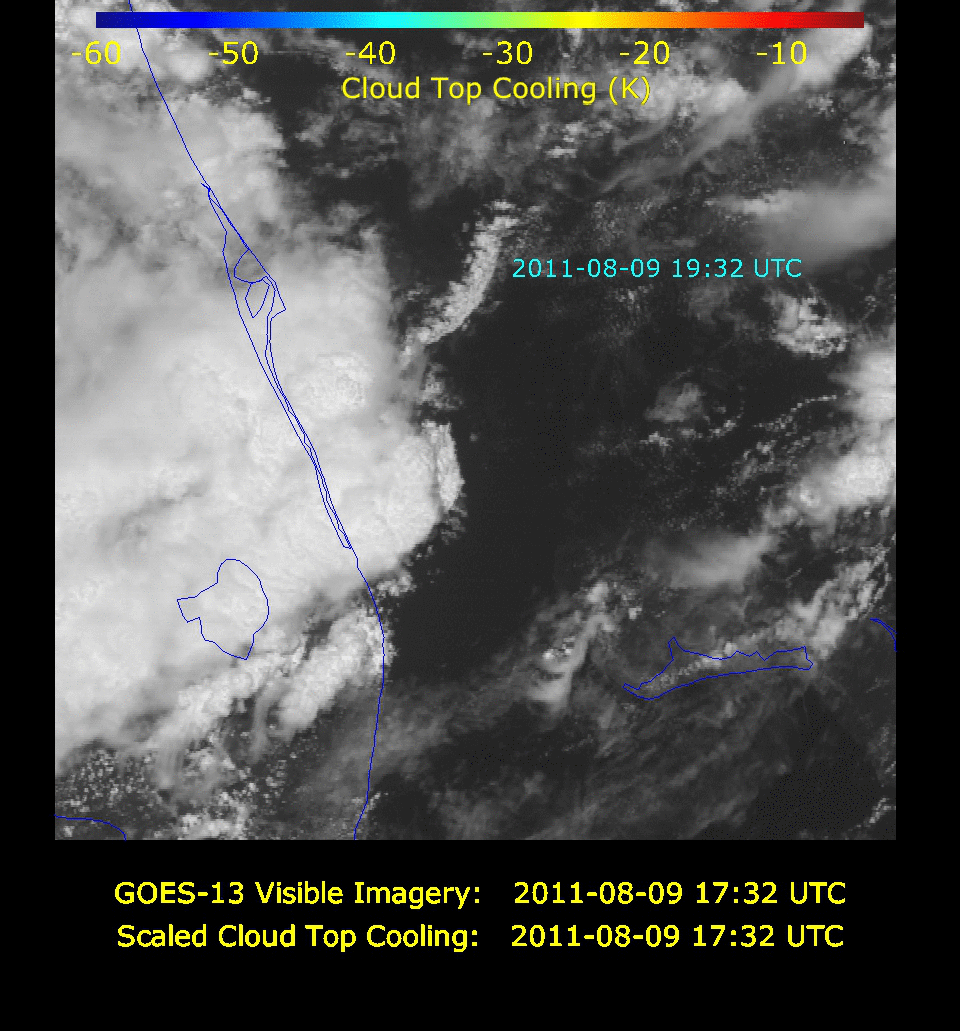 -60 -50 -40 -30 -20 -10
Cloud Top Cooling (K)
2011-08-09 19:32 UTC
GOES-13 Visible Imagery: 2011-08-09 17:32 UTC
Scaled Cloud Top Cooling: 2011-08-09 17:32 UTC